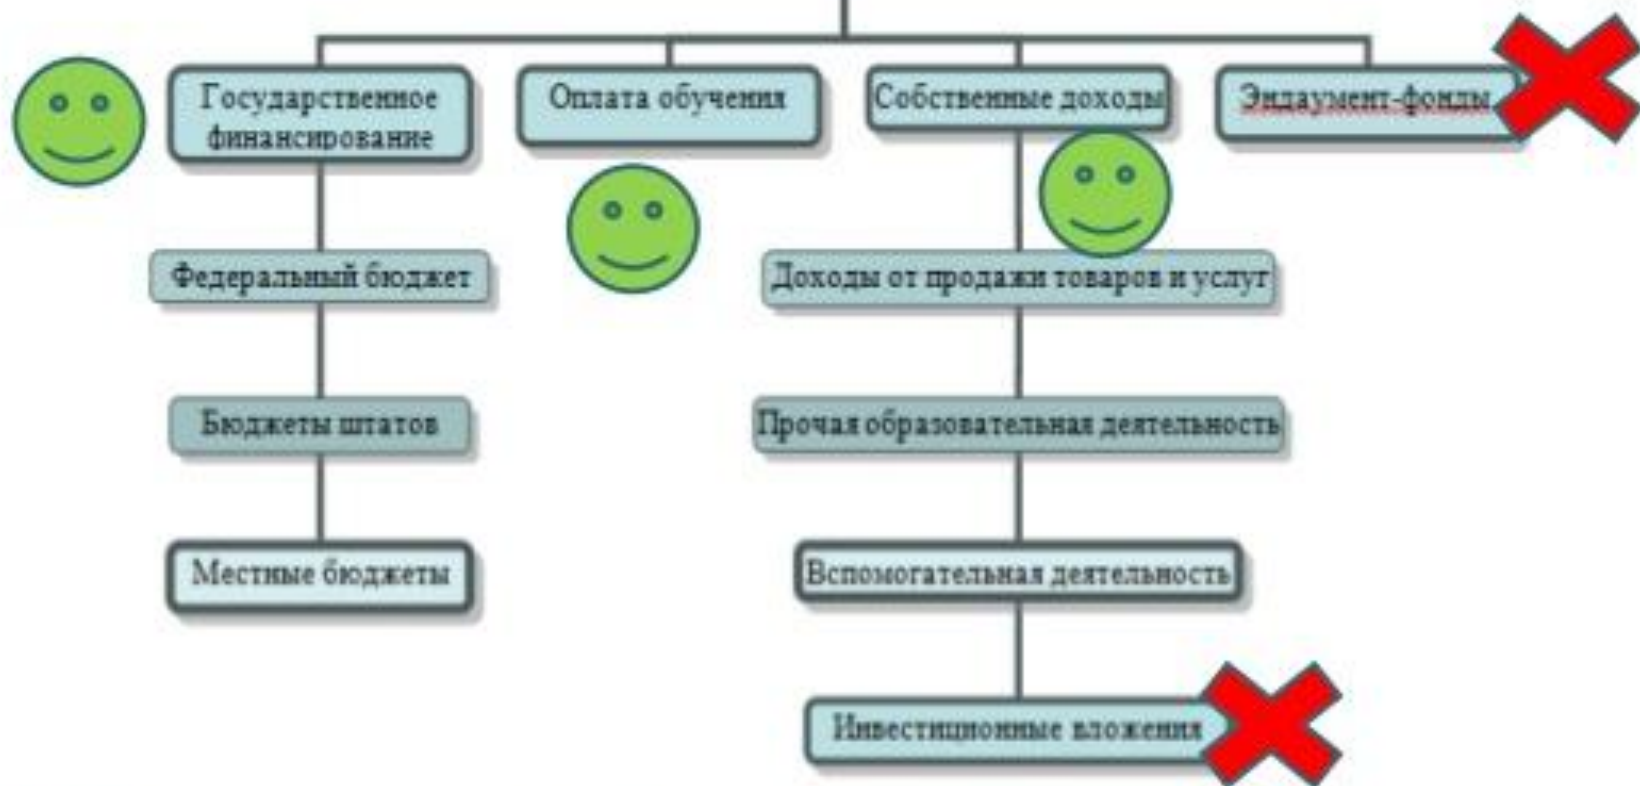 Государственное
финансирование
Оплата обучения
Собственные доходы
Эндаумент-фонды
Федеральный бюджет
Доходы от продажи товаров и услуг
Бюджеты штатов
Прочая образовательная деятельность
Местные бюджеты
Вспомогательная деятельность
Инвестиционные вложения